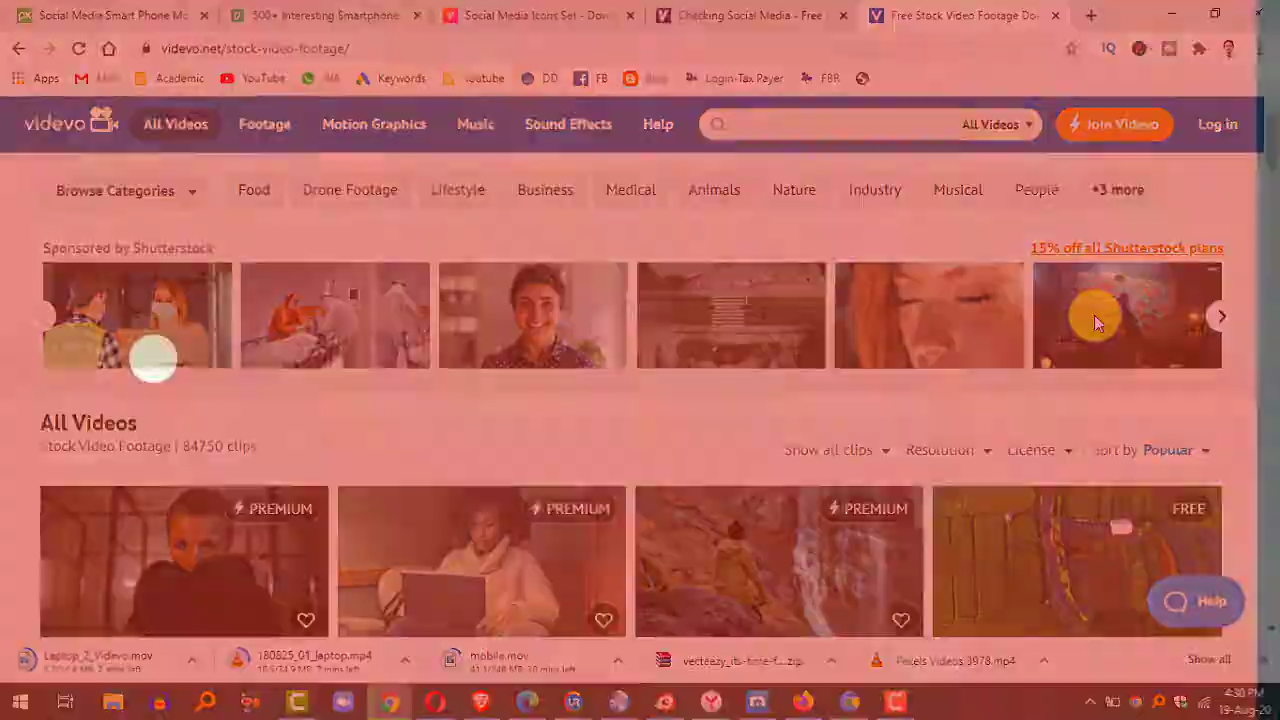 Social Media Smart Phone Mo
500+ Interesting Smartphone
Social Media Icons Set - Dow
Checking Social Media - Free
Free Stock Video Footage Do
videvo.net/stock-video-footage/
IQ
Apps
Academic
YouTube
Keywords
Youtube
DD
FB
Login-Tax Payer
FBR
videvo
All Videos
Footage
Motion Graphics
Music
Sound Effects
Help
All Videos
Join Videvo
Log in
Browse Categories
Food
Drone Footage
Lifestyle
Business
Medical
Animals
Nature
Industry
Musical
People
+3 more
Sponsored by Shutterstock
15% off all Shutterstock plans
All Videos
Stock Video Footage | 84750 clips
Show all clips
Resolution
License
Sort by Popular
PREMIUM
PREMIUM
PREMIUM
FREE
Help
Laptop_2_Videvo.mov
180825_01_laptop.mp4
mobile.mov
Pexels Videos 3978.mp4
Show all
4:30 PM
19-Aug-20